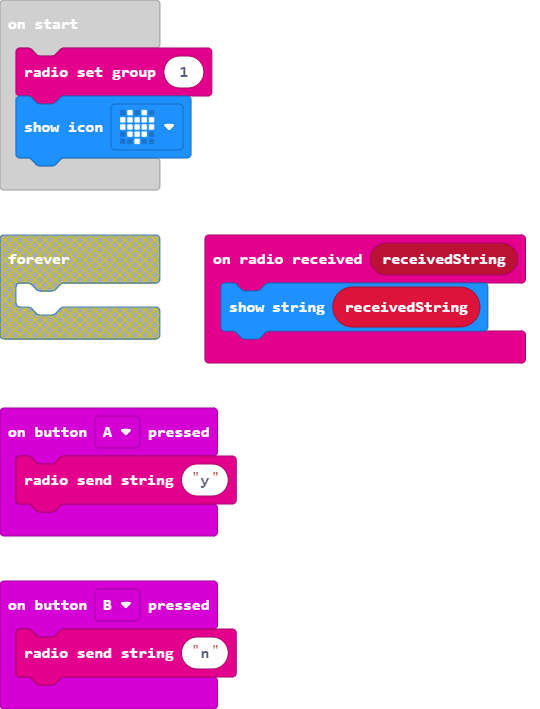 on start
radio set group 1
show icon
forever
on radio received receivedString
show string receivedString
on button A pressed
radio send string "y"
on button B pressed
radio send string "n"